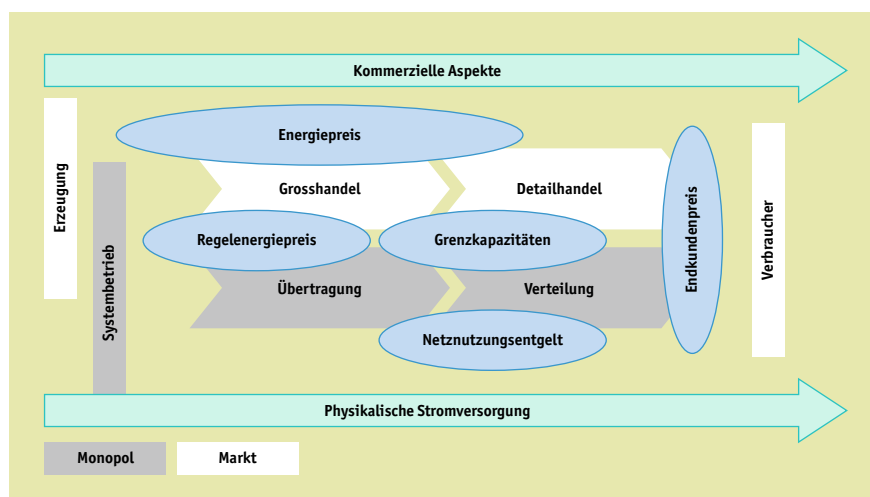 Kommerzielle Aspekte
Energiepreis
Erzeugung
Grosshandel
Detailhandel
Systembetrieb
Regelenergiepreis
Grenzkapazitäten
Endkundenpreis
Verbraucher
Übertragung
Verteilung
Netznutzungsentgelt
Physikalische Stromversorgung
Monopol
Markt